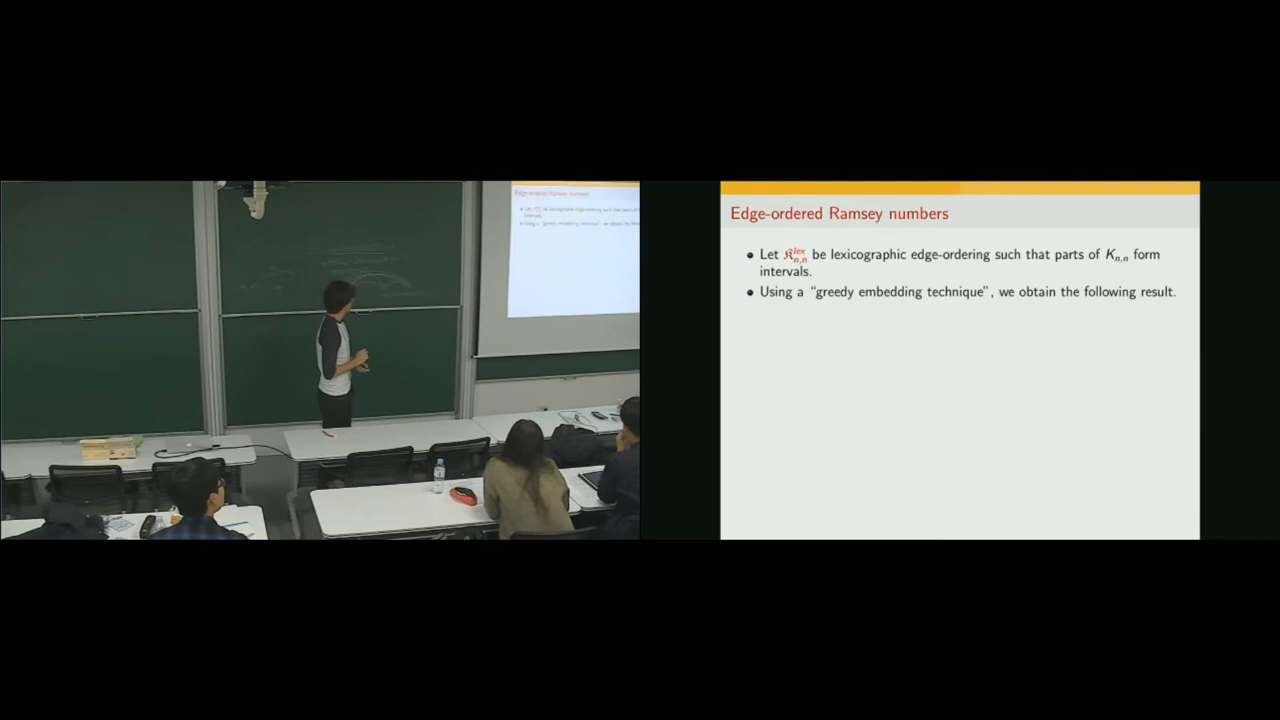 Edge-ordered Ramsey numbers
Let 𝔎^{lex}_{n,n} be lexicographic edge-ordering such that parts of K_{n,n} form
intervals.
Using a “greedy embedding technique”, we obtain the following result.